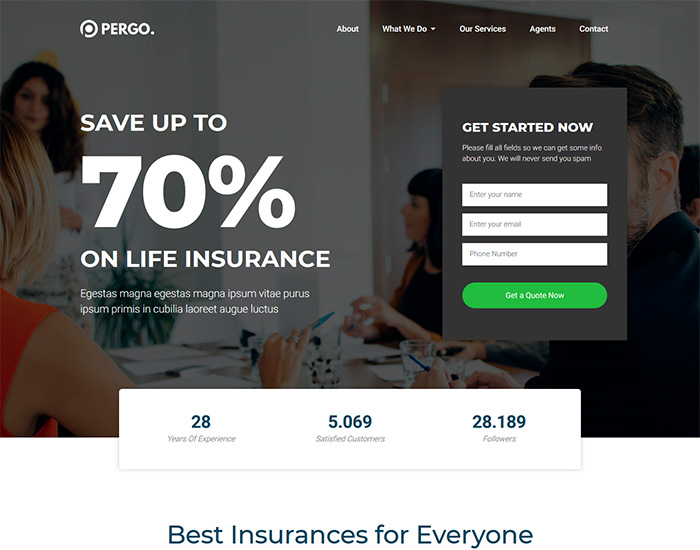 PERGO.
About
What We Do
Our Services
Agents
Contact
SAVE UP TO
70%
ON LIFE INSURANCE
Egestas magna egestas magna ipsum vitae purus
ipsum primis in cubilia laoreet augue luctus
GET STARTED NOW
Please fill all fields so we can get some info
about you. We will never send you spam
Enter your name
Enter your email
Phone Number
Get a Quote Now
28
Years Of Experience
5.069
Satisfied Customers
28.189
Followers
Best Insurances for Everyone